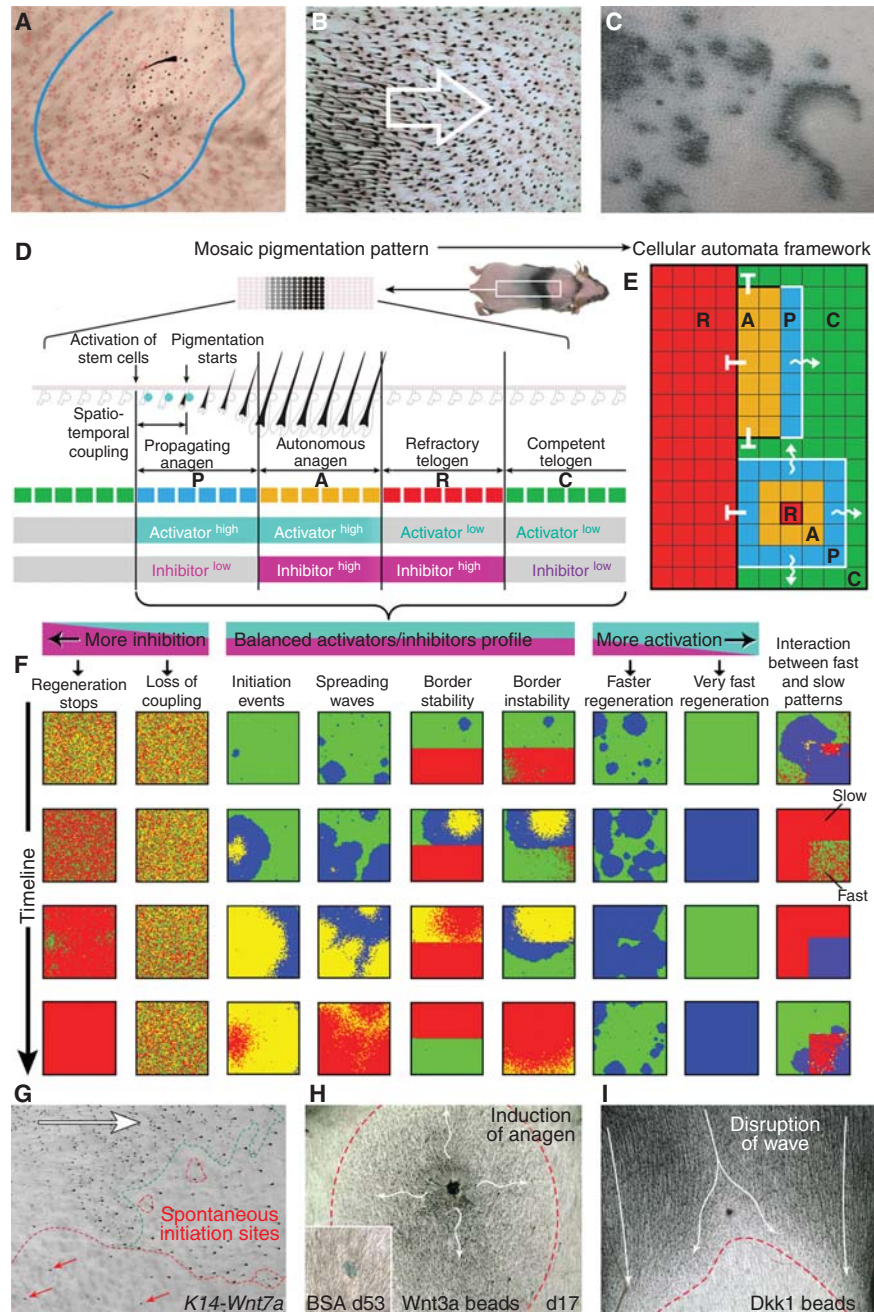 A
B
C
D
Mosaic pigmentation pattern
Cellular automata framework
E
Activation of
stem cells
Pigmentation
starts
Spatio-
temporal
coupling
Propagating
anagen
Autonomous
anagen
Refractory
telogen
Competent
telogen
P
A
R
C
Activator high
Activator high
Activator low
Activator low
Inhibitor low
Inhibitor high
Inhibitor high
Inhibitor low
R
A
P
C
R
A
P
C
F
More inhibition
Balanced activators/inhibitors profile
More activation
Interaction
between fast
and slow
patterns
Regeneration
stops
Loss of
coupling
Initiation
events
Spreading
waves
Border
stability
Border
instability
Faster
regeneration
Very fast
regeneration
Timeline
Slow
Fast
G
Spontaneous
initiation sites
K14-Wnt7a
H
Induction
of anagen
BSA d53
Wnt3a beads
d17
I
Disruption
of wave
Dkk1 beads